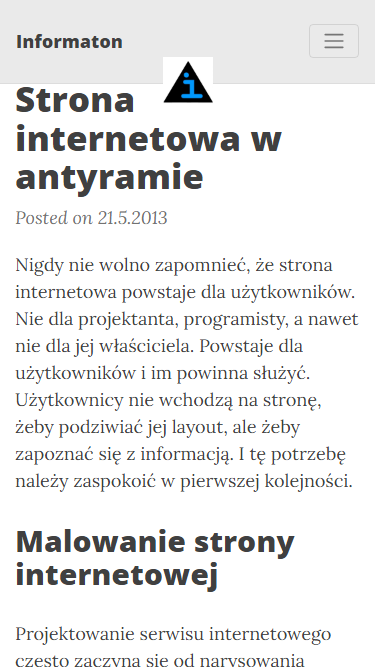 Informaton
i
Strona
internetowa w
antyramie
Posted on 21.5.2013
Nigdy nie wolno zapomnieć, że strona
internetowa powstaje dla użytkowników.
Nie dla projektanta, programisty, a nawet
nie dla jej właściciela. Powstaje dla
użytkowników i im powinna służyć.
Użytkownicy nie wchodzą na stronę,
żeby podziwiać jej layout, ale żeby
zapoznać się z informacją. I tę potrzebę
należy zaspokoić w pierwszej kolejności.
Malowanie strony
internetowej
Projektowanie serwisu internetowego
często zaczyna się od narysowania